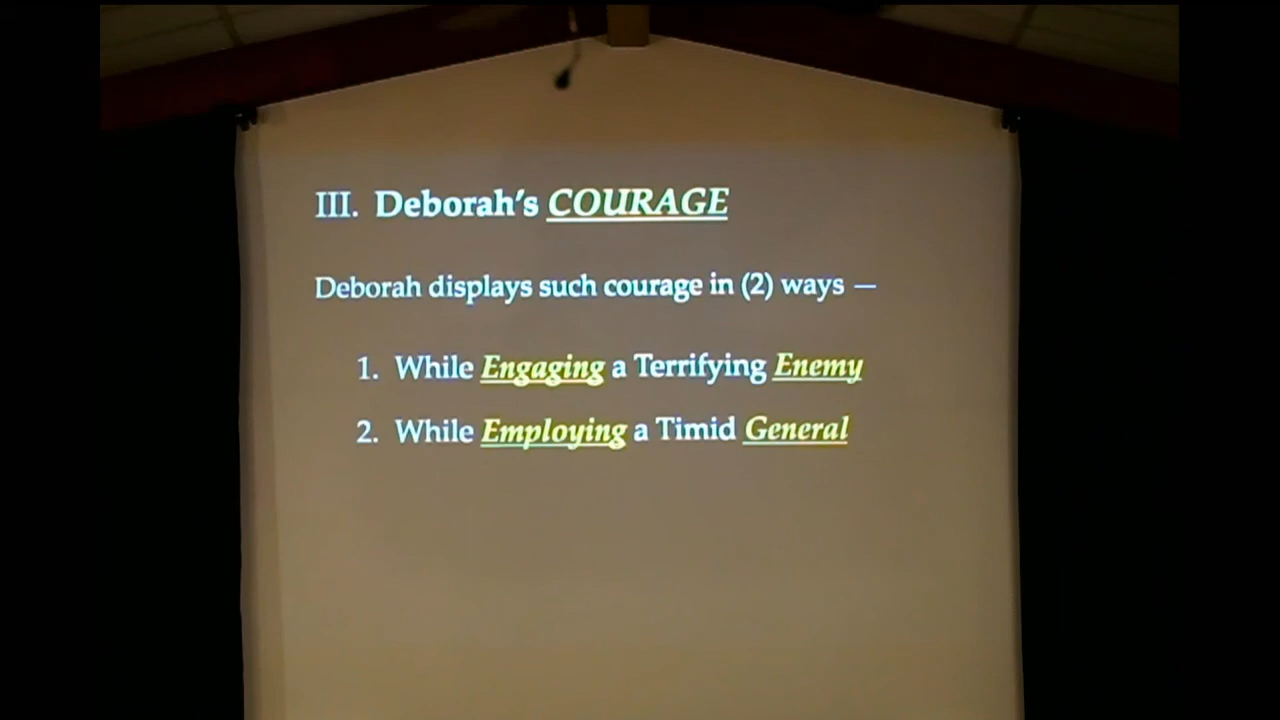 III. Deborah's COURAGE
Deborah displays such courage in (2) ways —
1. While Engaging a Terrifying Enemy
2. While Employing a Timid General